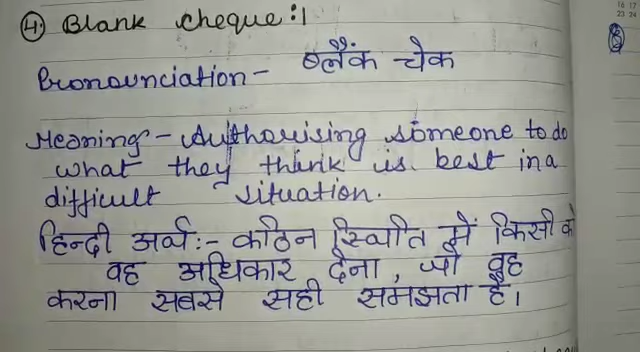 ④ Blank cheque :|
Pronounciation - ब्लैंक चेक
Meaning - Authourising someone to do
what they think is best in a
difficult situation.
हिन्दी अर्थ :- कठिन स्थिति में किसी को
वह अधिकार देना, जो वह
करना सबसे सही समझता है।